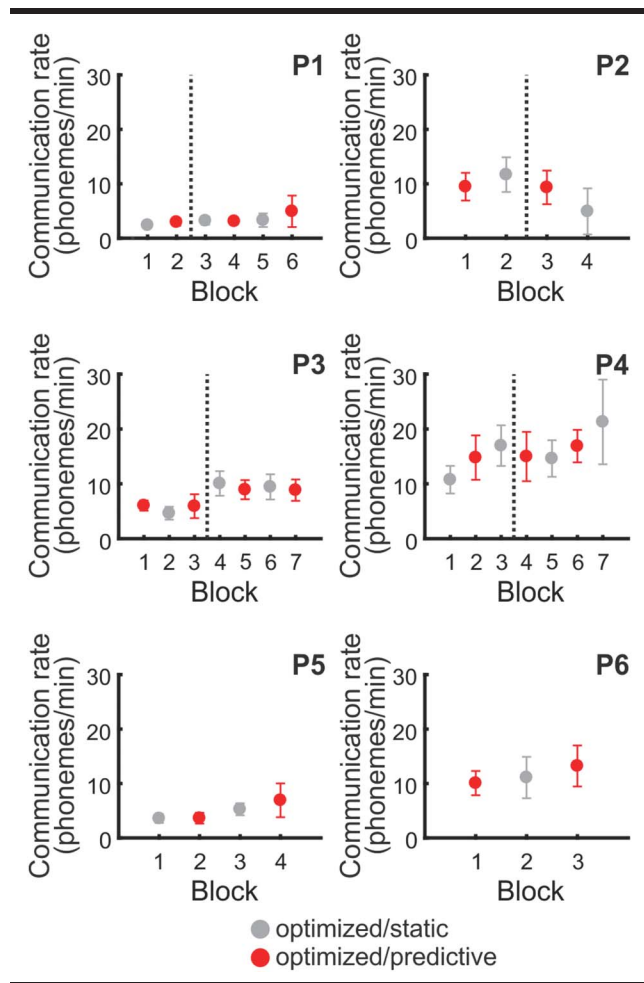 P1
Communication rate
(phonemes/min)
30
20
10
0
1 2 3 4 5 6
Block
P2
Communication rate
(phonemes/min)
30
20
10
0
1 2 3 4
Block
P3
Communication rate
(phonemes/min)
30
20
10
0
1 2 3 4 5 6 7
Block
P4
Communication rate
(phonemes/min)
30
20
10
0
1 2 3 4 5 6 7
Block
P5
Communication rate
(phonemes/min)
30
20
10
0
1 2 3 4
Block
P6
Communication rate
(phonemes/min)
30
20
10
0
1 2 3
Block
optimized/static
optimized/predictive